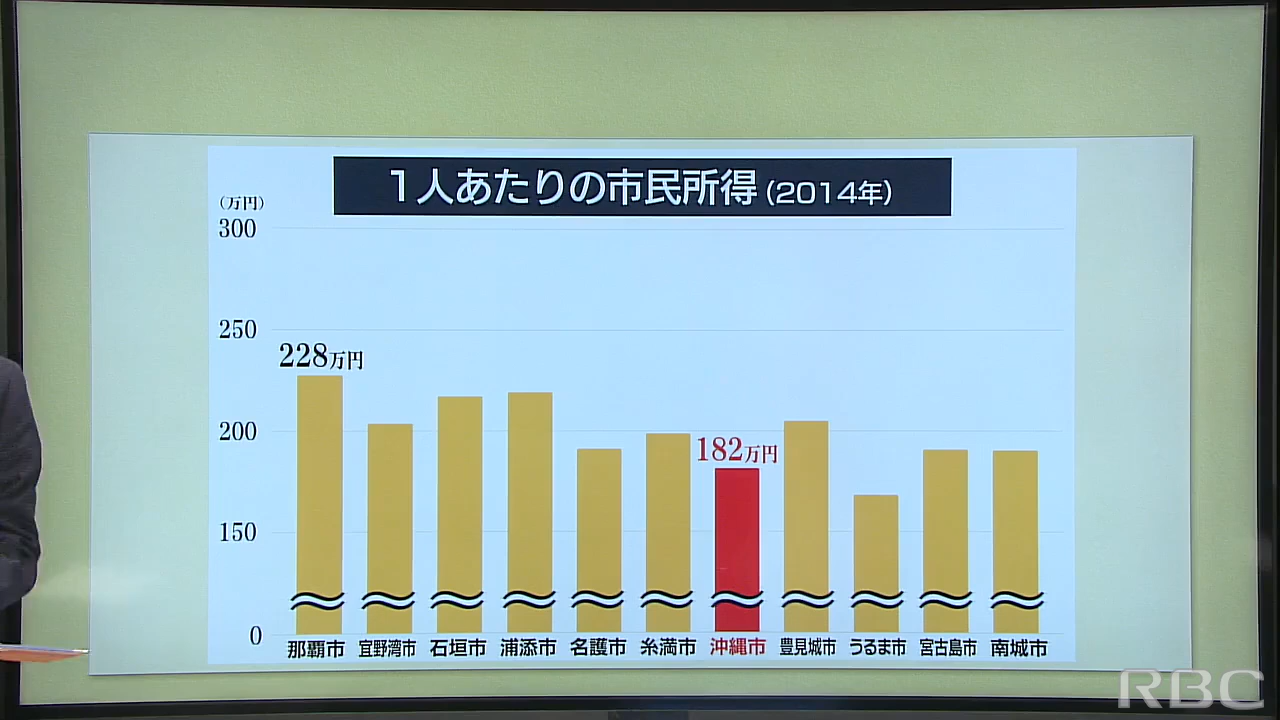 1人あたりの市民所得(2014年)
(万円)
300
250
228万円
200
182万円
150
0
那覇市 宜野湾市 石垣市 浦添市 名護市 糸満市 沖縄市 豊見城市 うるま市 宮古島市 南城市
RBC